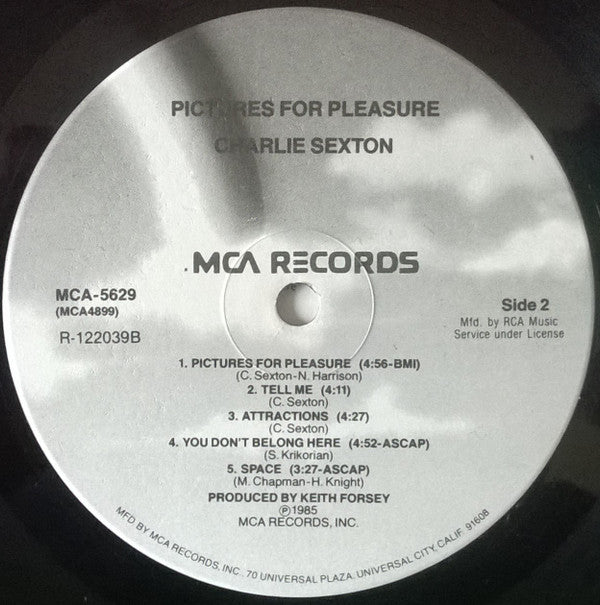 PICTURES FOR PLEASURE
CHARLIE SEXTON
MCA RECORDS
MCA-5629
(MCA4899)
R-122039B
Side 2
Mfd. by RCA Music
Service under License
1. PICTURES FOR PLEASURE (4:56-BMI)
(C. Sexton-N. Harrison)
2. TELL ME (4:11)
(C. Sexton)
3. ATTRACTIONS (4:27)
(C. Sexton)
4. YOU DON'T BELONG HERE (4:52-ASCAP)
(S. Krikorian)
5. SPACE (3:27-ASCAP)
(M. Chapman-H. Knight)
PRODUCED BY KEITH FORSEY
℗1985
MCA RECORDS, INC.
MFD BY MCA RECORDS, INC., 70 UNIVERSAL PLAZA, UNIVERSAL CITY, CALIF. 91608